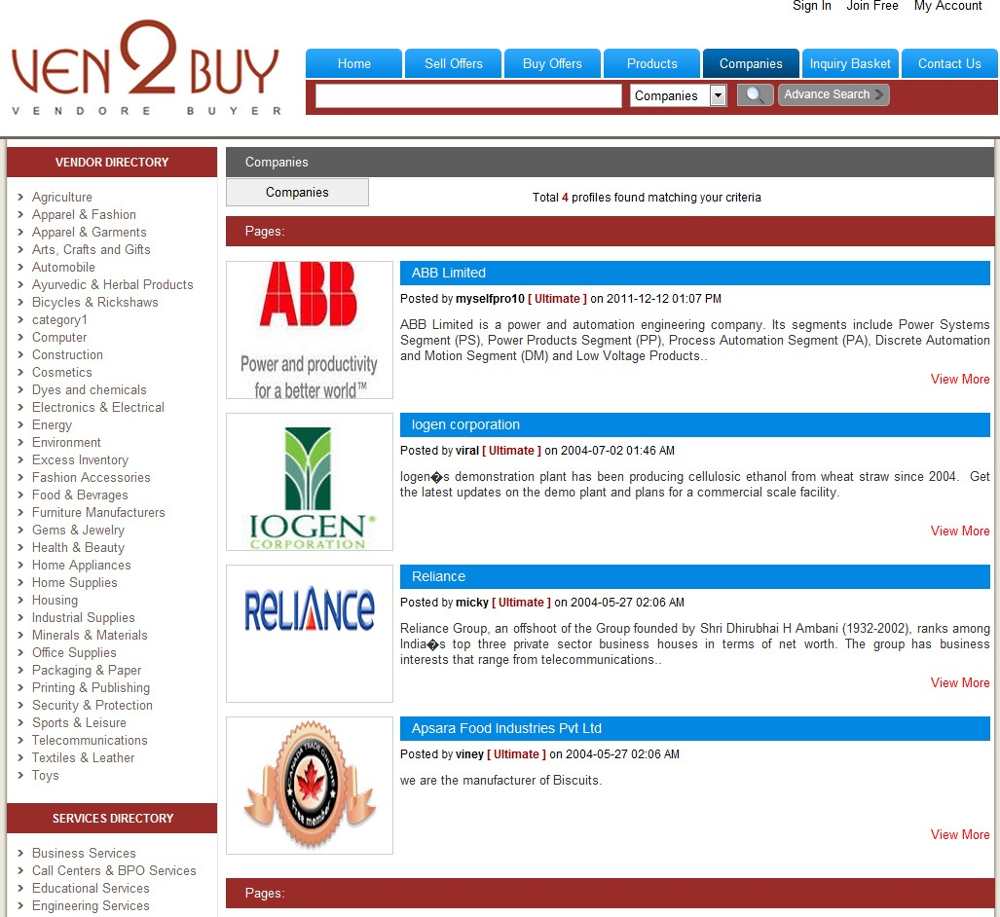 Sign In Join Free My Account
VEN2BUY
VENDORE BUYER
Home Sell Offers Buy Offers Products Companies Inquiry Basket Contact Us
Companies Advance Search
VENDOR DIRECTORY
Agriculture
Apparel & Fashion
Apparel & Garments
Arts, Crafts and Gifts
Automobile
Ayurvedic & Herbal Products
Bicycles & Rickshaws
category1
Computer
Construction
Cosmetics
Dyes and chemicals
Electronics & Electrical
Energy
Environment
Excess Inventory
Fashion Accessories
Food & Bevrages
Furniture Manufacturers
Gems & Jewelry
Health & Beauty
Home Appliances
Home Supplies
Housing
Industrial Supplies
Minerals & Materials
Office Supplies
Packaging & Paper
Printing & Publishing
Security & Protection
Sports & Leisure
Telecommunications
Textiles & Leather
Toys
SERVICES DIRECTORY
Business Services
Call Centers & BPO Services
Educational Services
Engineering Services
Companies
Companies
Total 4 profiles found matching your criteria
Pages:
ABB
Power and productivity
for a better world™
ABB Limited
Posted by myselfpro10 [ Ultimate ] on 2011-12-12 01:07 PM
ABB Limited is a power and automation engineering company. Its segments include Power Systems
Segment (PS), Power Products Segment (PP), Process Automation Segment (PA), Discrete Automation
and Motion Segment (DM) and Low Voltage Products..
View More
IOGEN®
CORPORATION
Iogen corporation
Posted by viral [ Ultimate ] on 2004-07-02 01:46 AM
Iogen�s demonstration plant has been producing cellulosic ethanol from wheat straw since 2004. Get
the latest updates on the demo plant and plans for a commercial scale facility.
View More
RELIANCE
Reliance
Posted by micky [ Ultimate ] on 2004-05-27 02:06 AM
Reliance Group, an offshoot of the Group founded by Shri Dhirubhai H Ambani (1932-2002), ranks among
India�s top three private sector business houses in terms of net worth. The group has business
interests that range from telecommunications..
View More
CANADA TRADE ONLINE
Free member
Apsara Food Industries Pvt Ltd
Posted by viney [ Ultimate ] on 2004-05-27 02:06 AM
we are the manufacturer of Biscuits.
View More
Pages: